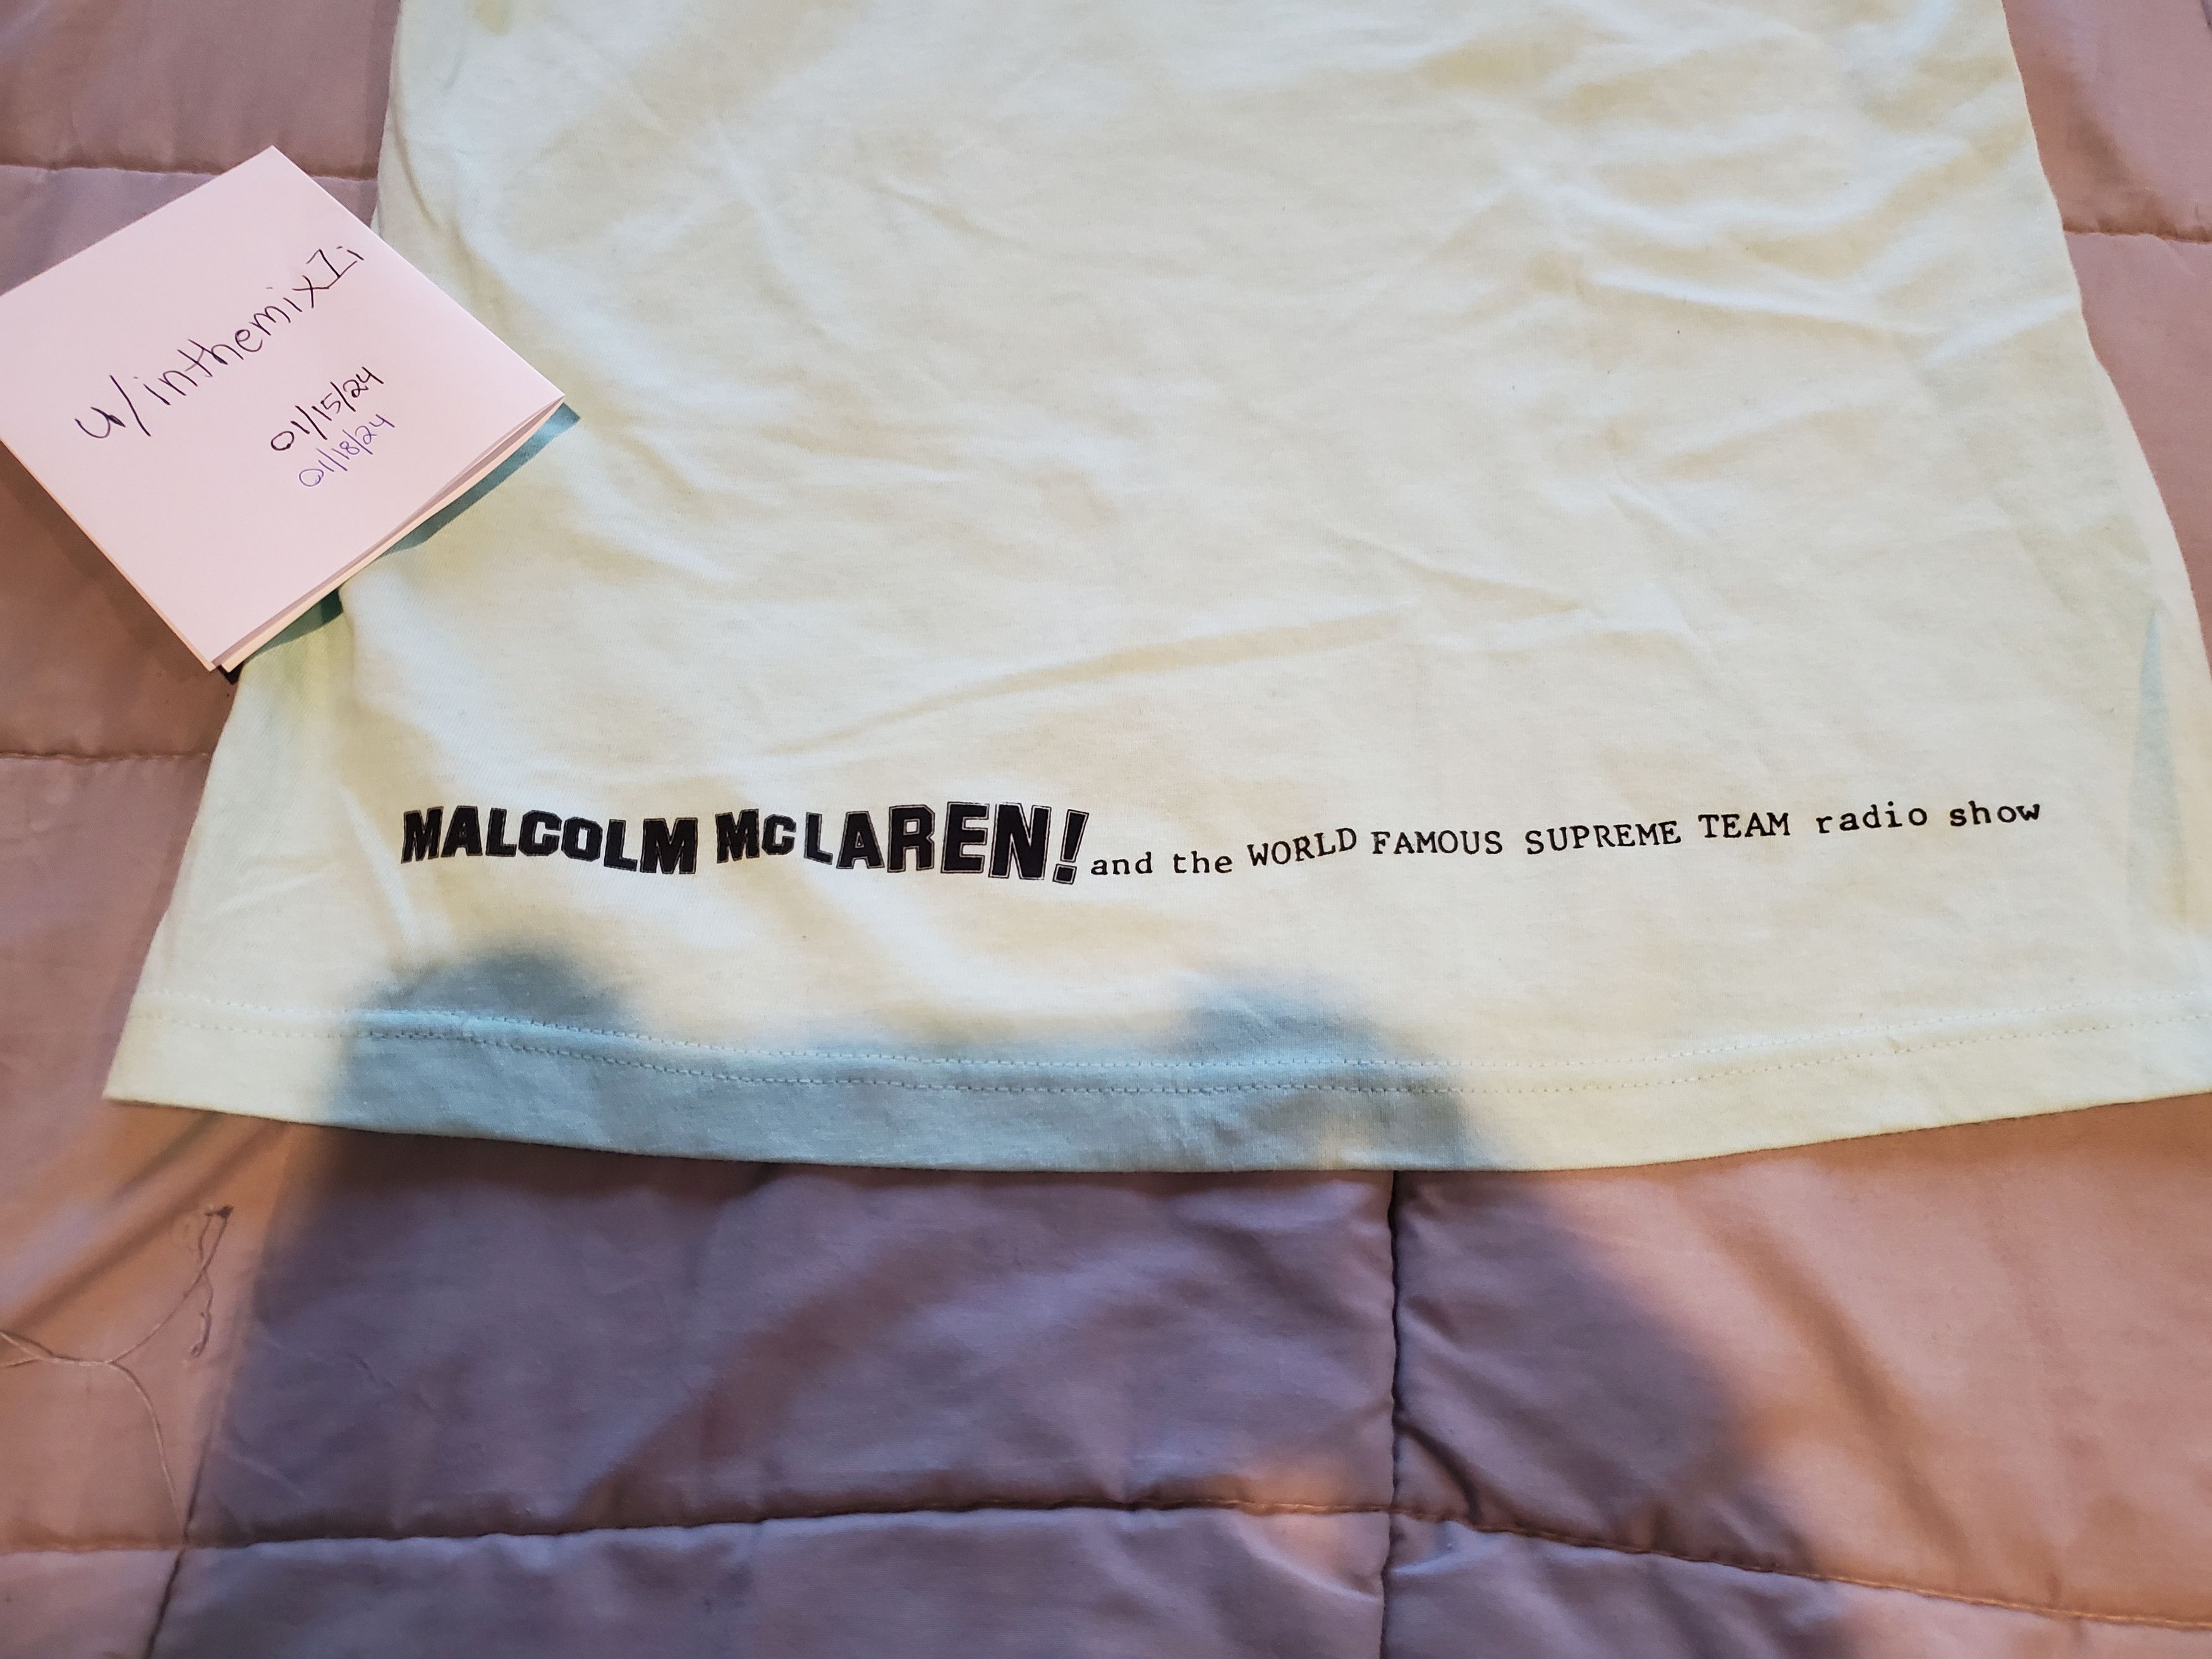 u/inthemixIi
01/15/24
01/18/24
MALCOLM McLAREN! and the WORLD FAMOUS SUPREME TEAM radio show